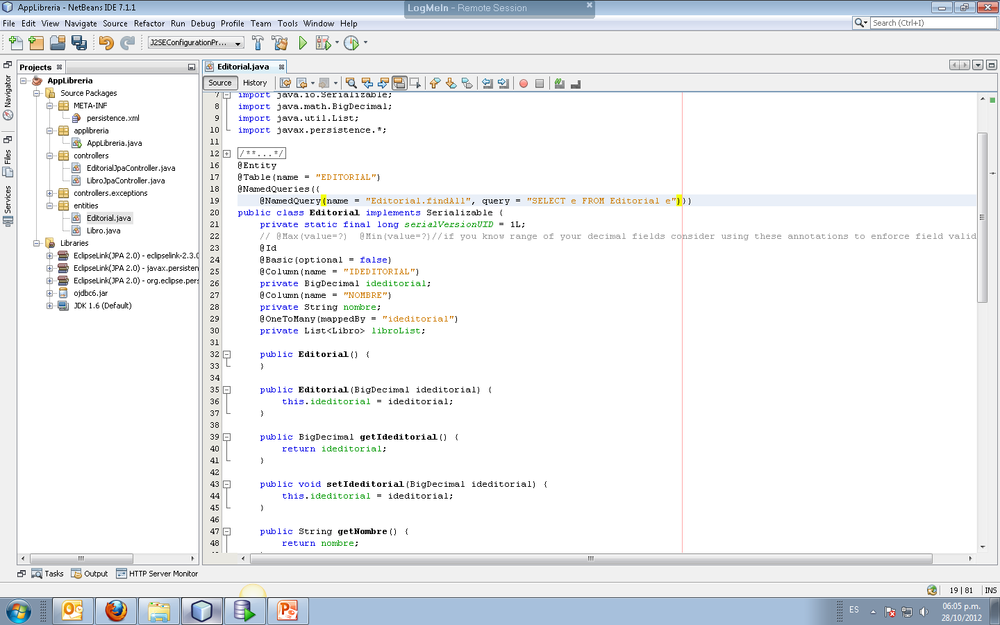 AppLibreria - NetBeans IDE 7.1.1
LogMeIn - Remote Session
File Edit View Navigate Source Refactor Run Debug Profile Team Tools Window Help
Search (Ctrl+I)
J2SEConfigurationPr...
Projects
Editorial.java
Navigator
Files
Services
AppLibreria
Source Packages
META-INF
persistence.xml
applibreria
AppLibreria.java
controllers
EditorialJpaController.java
LibroJpaController.java
controllers.exceptions
entities
Editorial.java
Libro.java
Libraries
EclipseLink(JPA 2.0) - eclipselink-2.3.0
EclipseLink(JPA 2.0) - javax.persisten
EclipseLink(JPA 2.0) - org.eclipse.pers
ojdbc6.jar
JDK 1.6 (Default)
Source History
7 import java.io.Serializable;
8 import java.math.BigDecimal;
9 import java.util.List;
10 import javax.persistence.*;
11
12 /**...*/
16 @Entity
17 @Table(name = "EDITORIAL")
18 @NamedQueries({
19 @NamedQuery(name = "Editorial.findAll", query = "SELECT e FROM Editorial e")})
20 public class Editorial implements Serializable {
21 private static final long serialVersionUID = 1L;
22 // @Max(value=?)  @Min(value=?)//if you know range of your decimal fields consider using these annotations to enforce field valid
23 @Id
24 @Basic(optional = false)
25 @Column(name = "IDEDITORIAL")
26 private BigDecimal ideditorial;
27 @Column(name = "NOMBRE")
28 private String nombre;
29 @OneToMany(mappedBy = "ideditorial")
30 private List<Libro> libroList;
31
32 public Editorial() {
33 }
34
35 public Editorial(BigDecimal ideditorial) {
36 this.ideditorial = ideditorial;
37 }
38
39 public BigDecimal getIdeditorial() {
40 return ideditorial;
41 }
42
43 public void setIdeditorial(BigDecimal ideditorial) {
44 this.ideditorial = ideditorial;
45 }
46
47 public String getNombre() {
48 return nombre;
Tasks Output HTTP Server Monitor
19 | 81 INS
ES
06:05 p.m.
28/10/2012